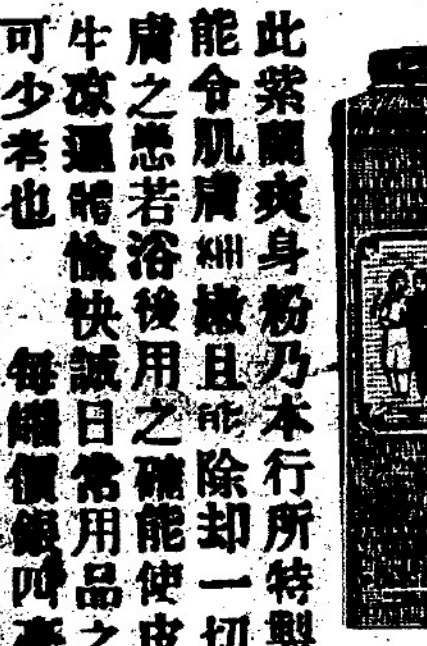 此紫蘭爽身粉乃本行所特製
能令肌膚細嫩且能除却一切
膚之患若浴後用之確能使皮
生凉遍體愉快誠日常用品之
可少者也 每罐價銀四毫